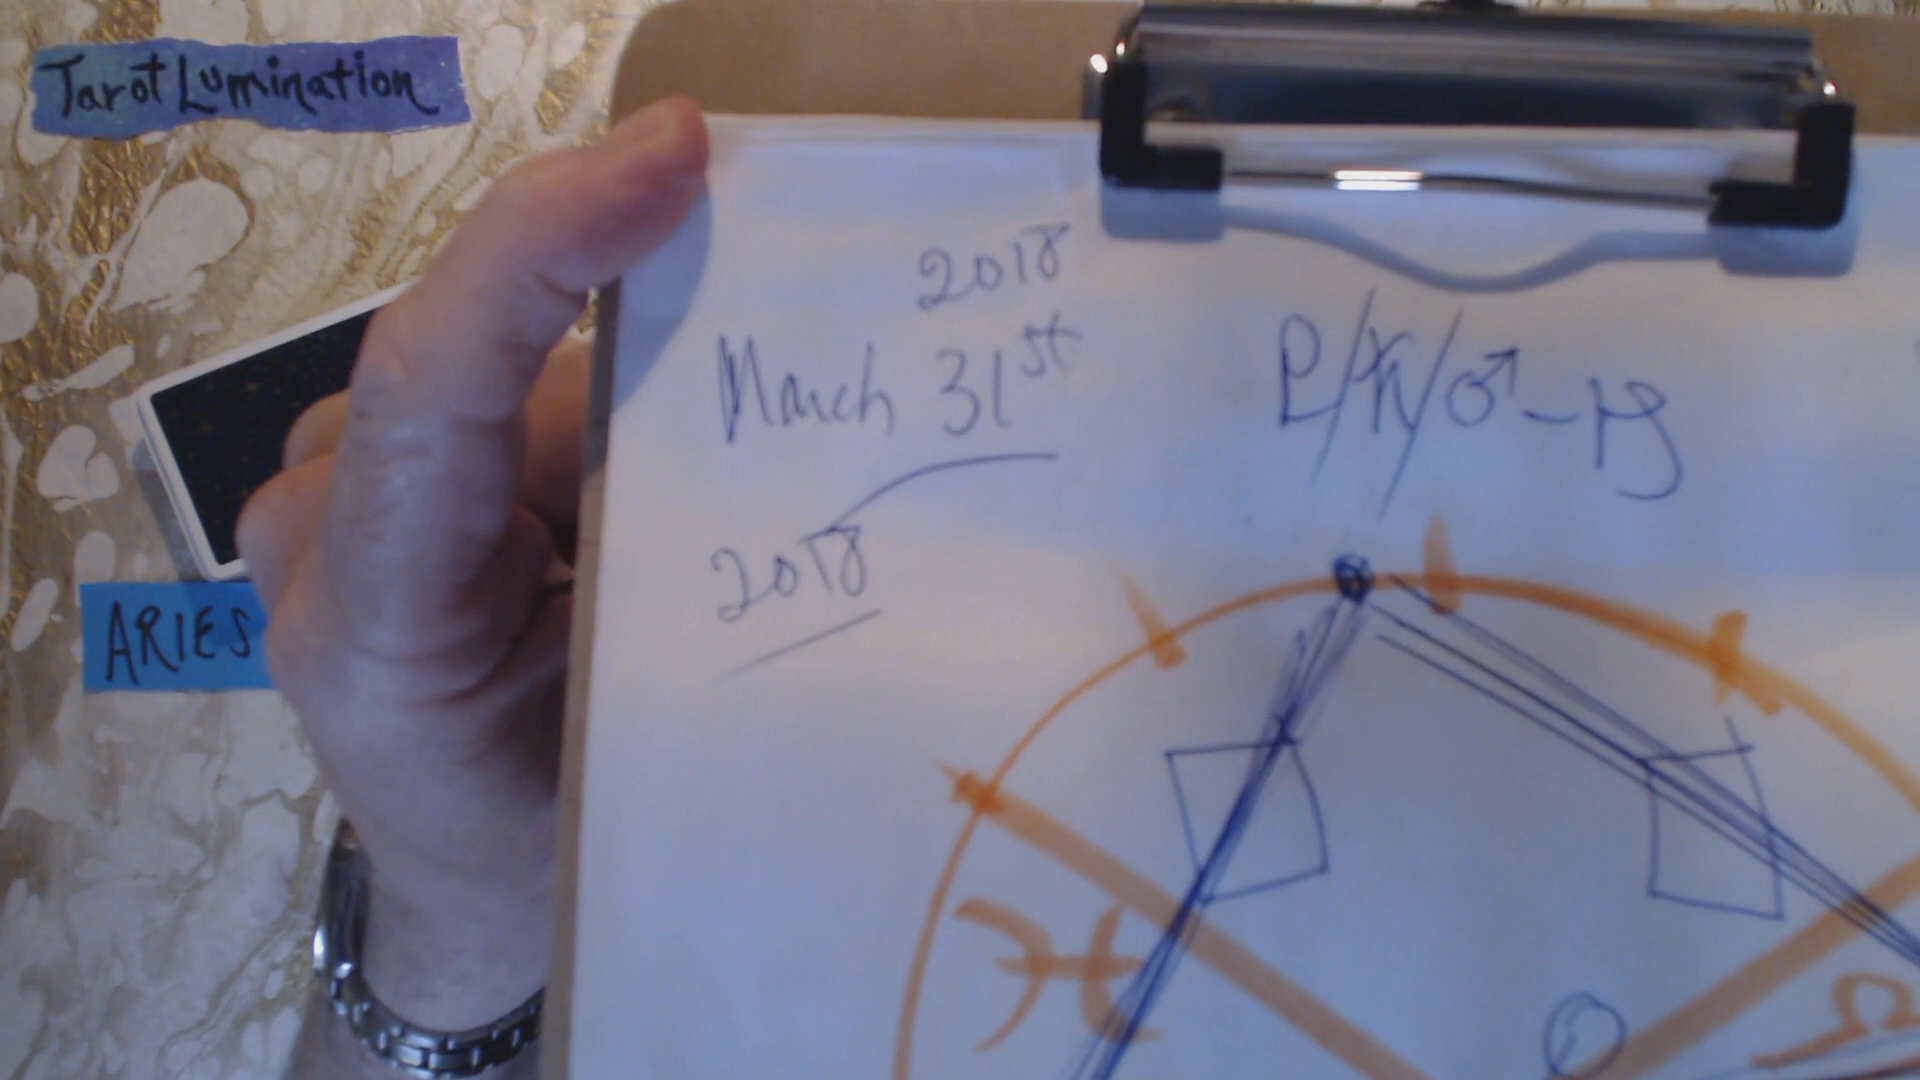 Tarot Lumination
2018
March 31st
P/♄/♂-♑
2018
ARIES
♓
♎